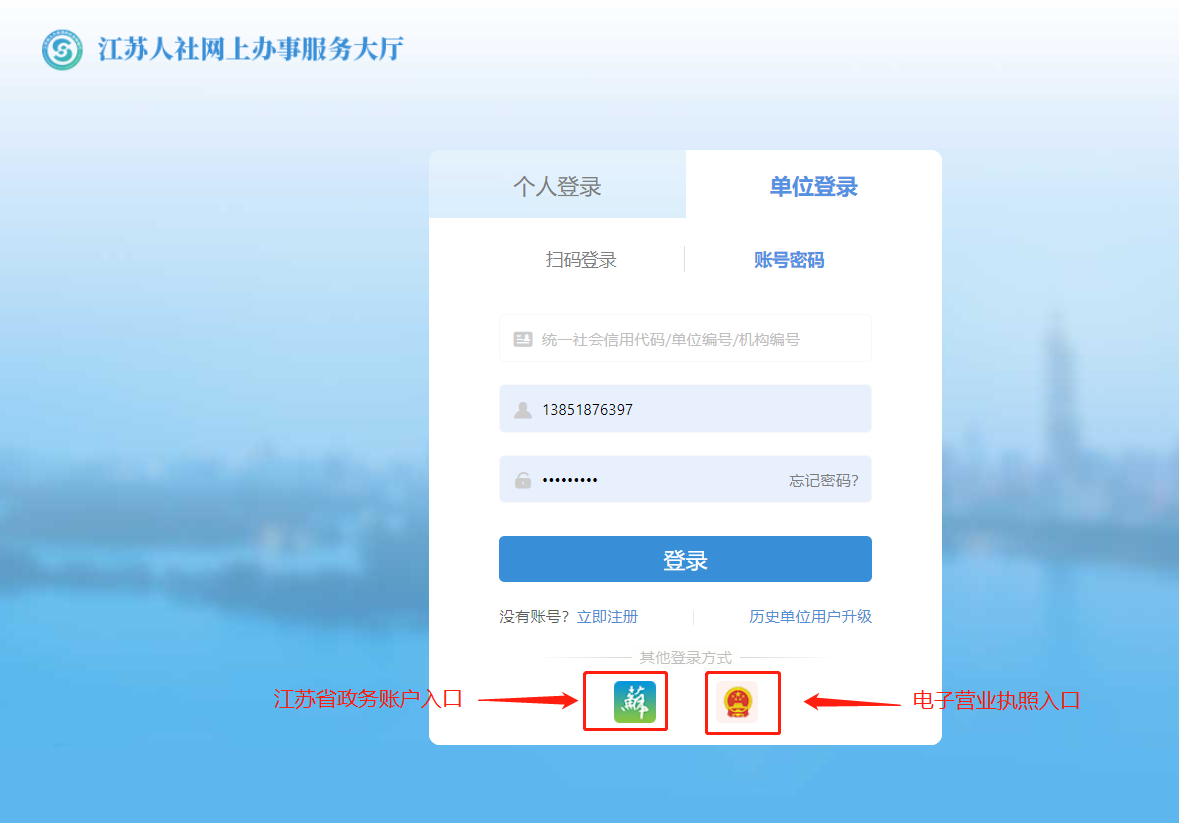 江苏人社网上办事服务大厅
个人登录 单位登录
扫码登录 账号密码
统一社会信用代码/单位编号/机构编号
13851876397
•••••••••
忘记密码?
登录
没有账号? 立即注册 历史单位用户升级
其他登录方式
江苏省政务账户入口 蘇 电子营业执照入口